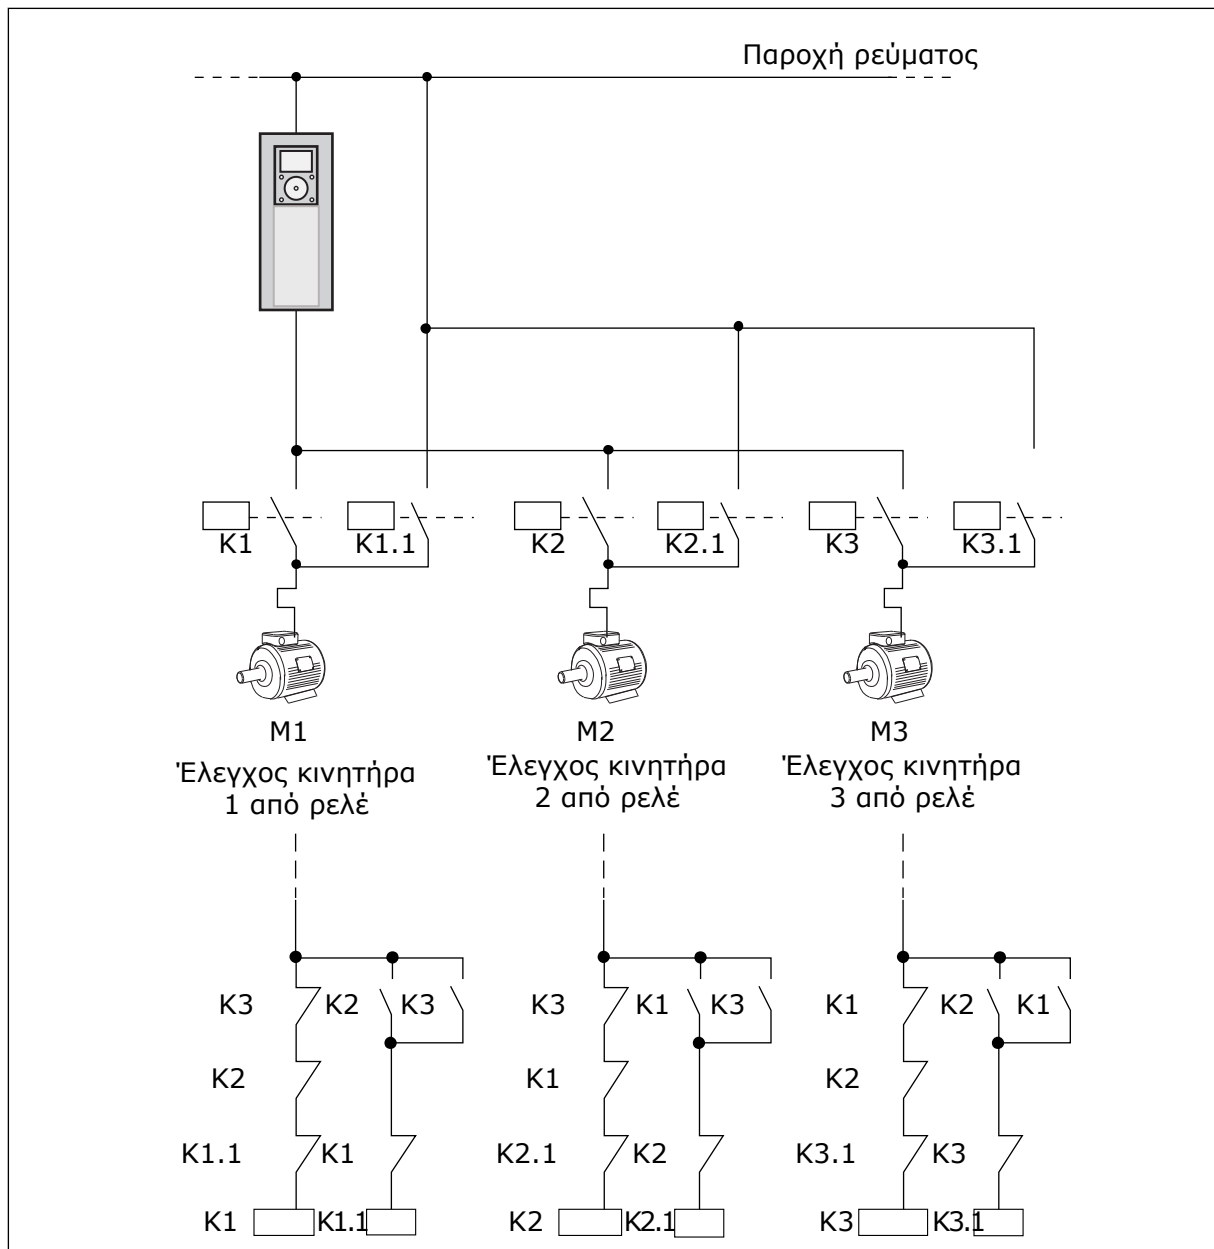 Παροχή ρεύματος
K1
K1.1
K2
K2.1
K3
K3.1
M1
M2
M3
Έλεγχος κινητήρα
1 από ρελέ
Έλεγχος κινητήρα
2 από ρελέ
Έλεγχος κινητήρα
3 από ρελέ
K3
K2
K3
K3
K1
K3
K1
K2
K1
K2
K1
K2
K1.1
K1
K2.1
K2
K3.1
K3
K1
K1.1
K2
K2.1
K3
K3.1